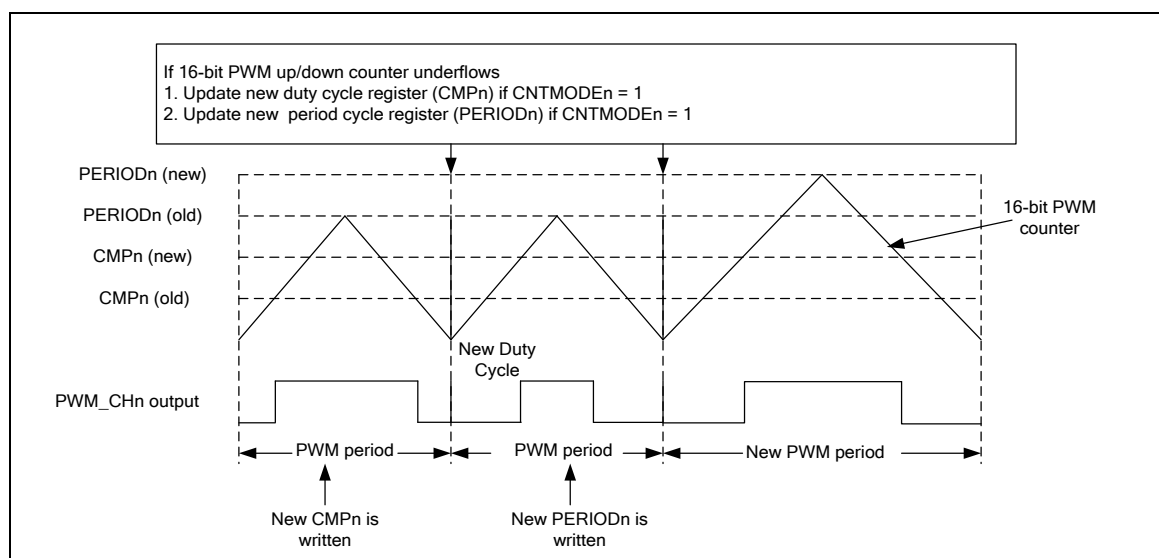 If 16-bit PWM up/down counter underflows
1. Update new duty cycle register (CMPn) if CNTMODEn = 1
2. Update new  period cycle register (PERIODn) if CNTMODEn = 1
PERIODn (new)
PERIODn (old)
16-bit PWM
counter
CMPn (new)
CMPn (old)
New Duty
Cycle
PWM_CHn output
PWM period
PWM period
New PWM period
New CMPn is
written
New PERIODn is
written